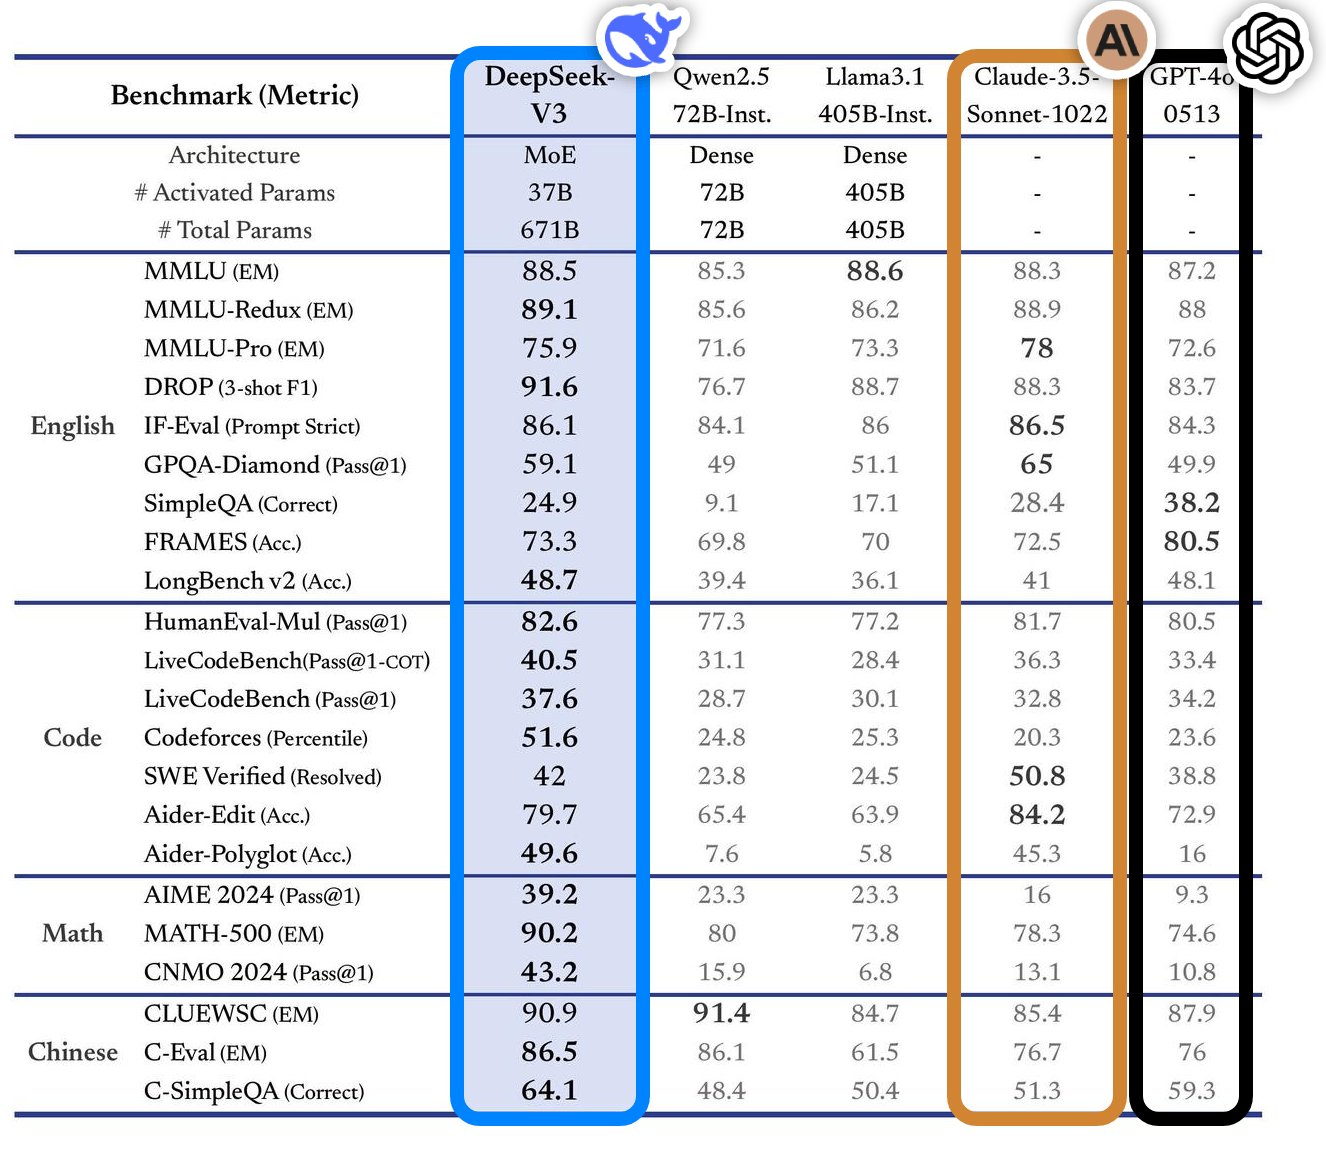 Benchmark (Metric) DeepSeek-V3 Qwen2.5 72B-Inst. Llama3.1 405B-Inst. Claude-3.5-Sonnet-1022 GPT-4o 0513
Architecture MoE Dense Dense - -
# Activated Params 37B 72B 405B - -
# Total Params 671B 72B 405B - -
English
MMLU (EM) 88.5 85.3 88.6 88.3 87.2
MMLU-Redux (EM) 89.1 85.6 86.2 88.9 88
MMLU-Pro (EM) 75.9 71.6 73.3 78 72.6
DROP (3-shot F1) 91.6 76.7 88.7 88.3 83.7
IF-Eval (Prompt Strict) 86.1 84.1 86 86.5 84.3
GPQA-Diamond (Pass@1) 59.1 49 51.1 65 49.9
SimpleQA (Correct) 24.9 9.1 17.1 28.4 38.2
FRAMES (Acc.) 73.3 69.8 70 72.5 80.5
LongBench v2 (Acc.) 48.7 39.4 36.1 41 48.1
Code
HumanEval-Mul (Pass@1) 82.6 77.3 77.2 81.7 80.5
LiveCodeBench(Pass@1-COT) 40.5 31.1 28.4 36.3 33.4
LiveCodeBench (Pass@1) 37.6 28.7 30.1 32.8 34.2
Codeforces (Percentile) 51.6 24.8 25.3 20.3 23.6
SWE Verified (Resolved) 42 23.8 24.5 50.8 38.8
Aider-Edit (Acc.) 79.7 65.4 63.9 84.2 72.9
Aider-Polyglot (Acc.) 49.6 7.6 5.8 45.3 16
Math
AIME 2024 (Pass@1) 39.2 23.3 23.3 16 9.3
MATH-500 (EM) 90.2 80 73.8 78.3 74.6
CNMO 2024 (Pass@1) 43.2 15.9 6.8 13.1 10.8
Chinese
CLUEWSC (EM) 90.9 91.4 84.7 85.4 87.9
C-Eval (EM) 86.5 86.1 61.5 76.7 76
C-SimpleQA (Correct) 64.1 48.4 50.4 51.3 59.3